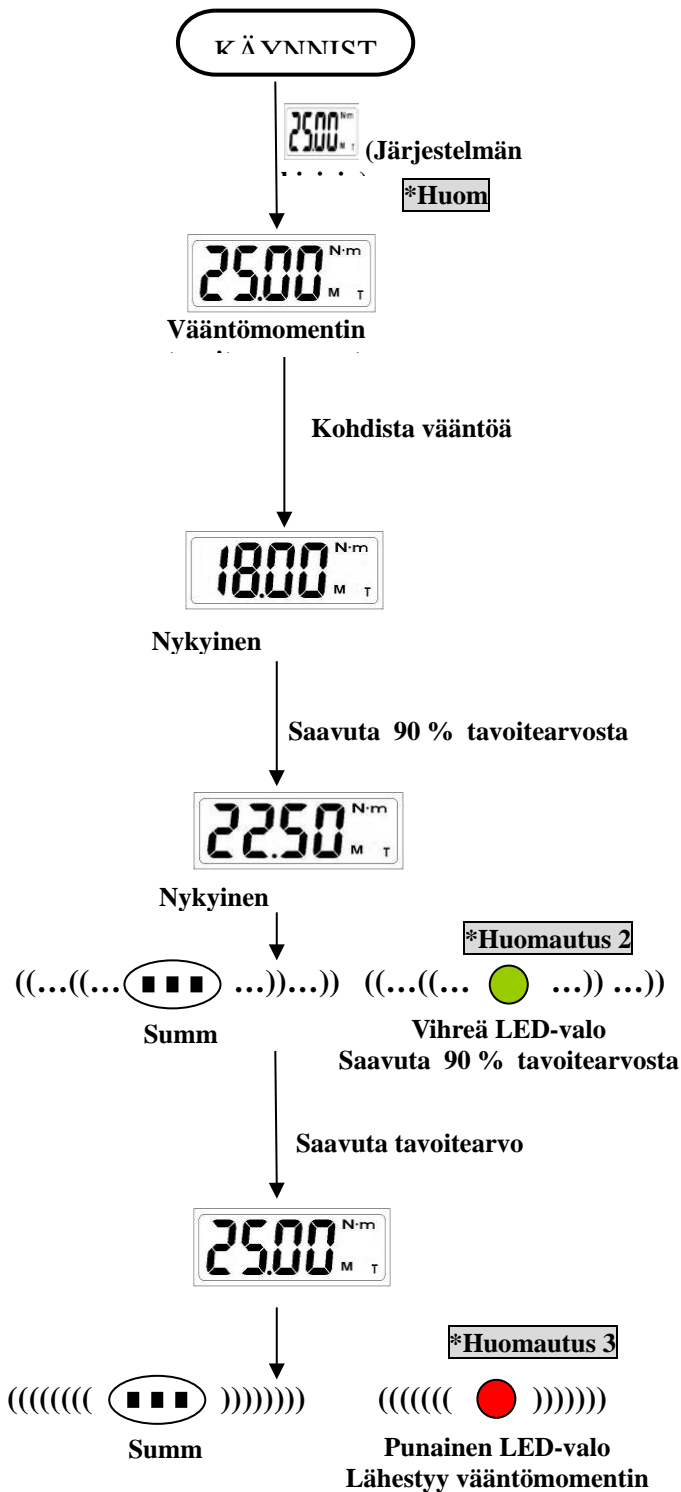 KÄYNNIST
25.00 Nm M T
(Järjestelmän
*Huom
25.00 N·m M T
Vääntömomentin
Kohdista vääntöä
18.00 N·m M T
Nykyinen
Saavuta 90 % tavoitearvosta
22.50 N·m M T
Nykyinen
*Huomautus 2
((…((… …))…)) ((…((… …)) …))
Summ
Vihreä LED-valo
Saavuta 90 % tavoitearvosta
Saavuta tavoitearvo
25.00 N·m M T
*Huomautus 3
(((((((( )))))))) ((((((( )))))))
Summ
Punainen LED-valo
Lähestyy vääntömomentin